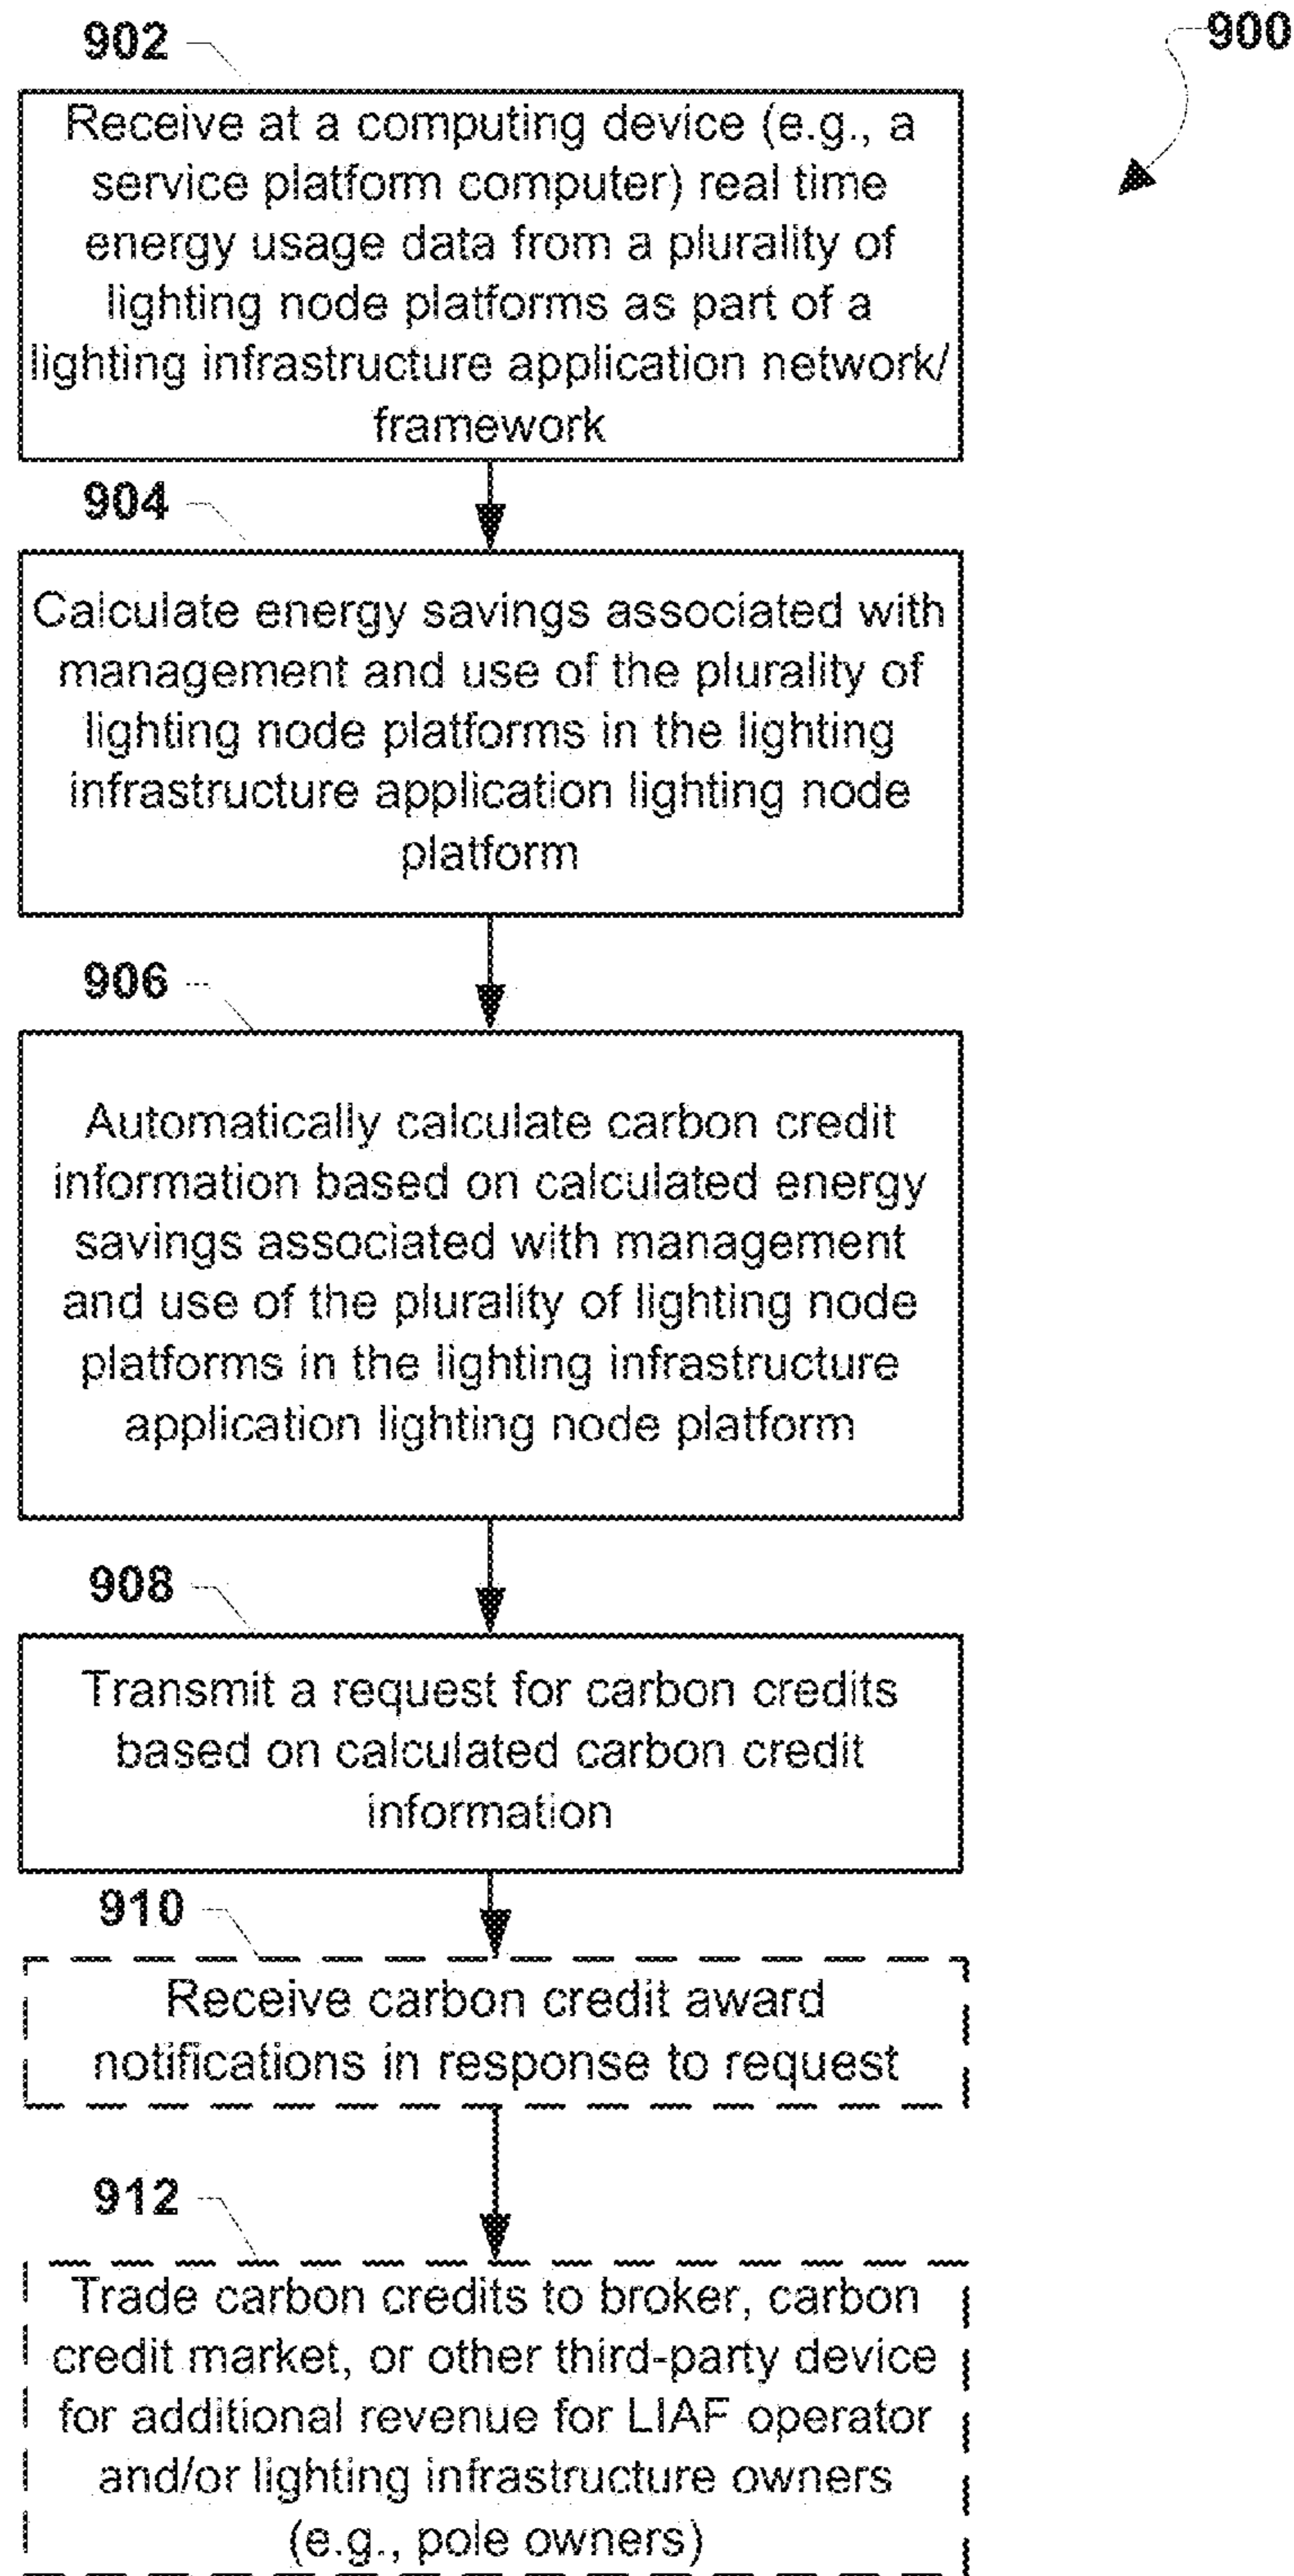 902
900
Receive at a computing device (e.g., a
service platform computer) real time
energy usage data from a plurality of
lighting node platforms as part of a
lighting infrastructure application network/
framework
904
Calculate energy savings associated with
management and use of the plurality of
lighting node platforms in the lighting
infrastructure application lighting node
platform
906
Automatically calculate carbon credit
information based on calculated energy
savings associated with management
and use of the plurality of lighting node
platforms in the lighting infrastructure
application lighting node platform
908
Transmit a request for carbon credits
based on calculated carbon credit
information
910
Receive carbon credit award
notifications in response to request
912
Trade carbon credits to broker, carbon
credit market, or other third-party device
for additional revenue for LIAF operator
and/or lighting infrastructure owners
(e.g., pole owners)